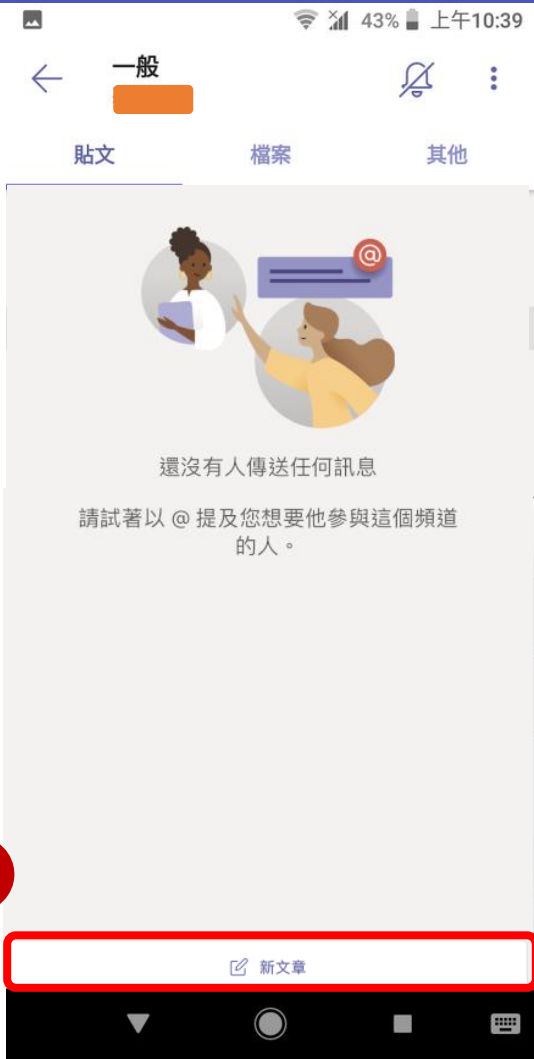 43% 上午10:39
一般
貼文 檔案 其他
@
還沒有人傳送任何訊息
請試著以 @ 提及您想要他參與這個頻道
的人。
新文章